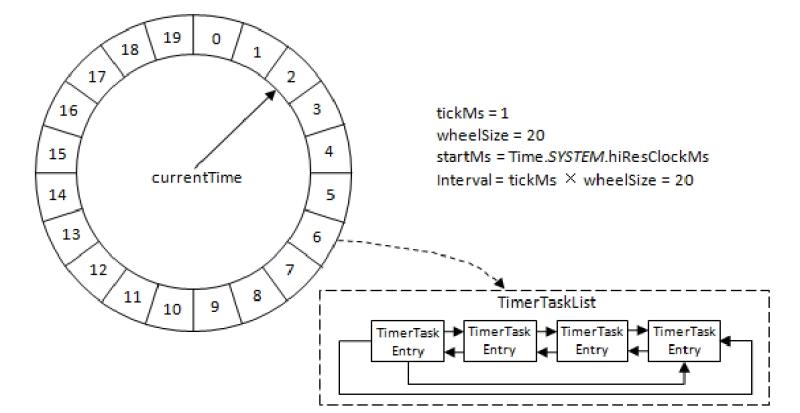 0
1
2
3
4
5
6
7
8
9
10
11
12
13
14
15
16
17
18
19
currentTime
tickMs = 1
wheelSize = 20
startMs = Time.SYSTEM.hiResClockMs
Interval = tickMs × wheelSize = 20
TimerTaskList
TimerTask
Entry
TimerTask
Entry
TimerTask
Entry
TimerTask
Entry